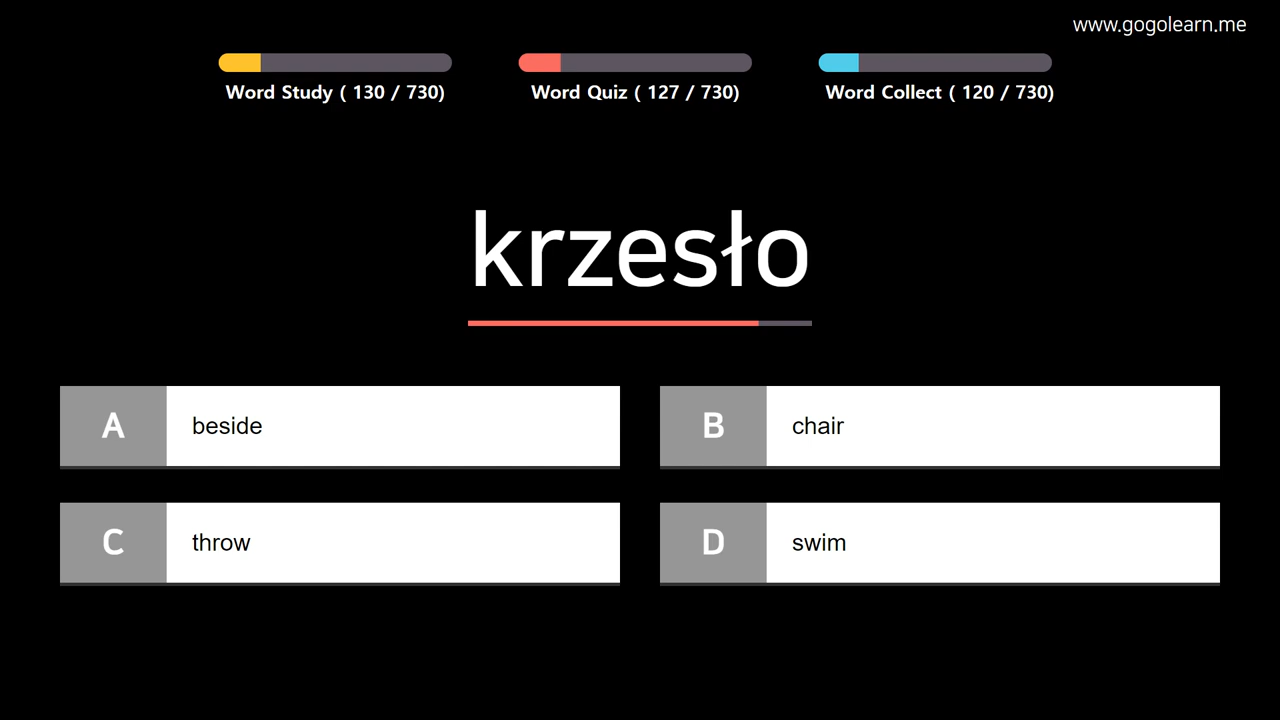 www.gogolearn.me
Word Study ( 130 / 730)
Word Quiz ( 127 / 730)
Word Collect ( 120 / 730)
krzesło
A beside
B chair
C throw
D swim